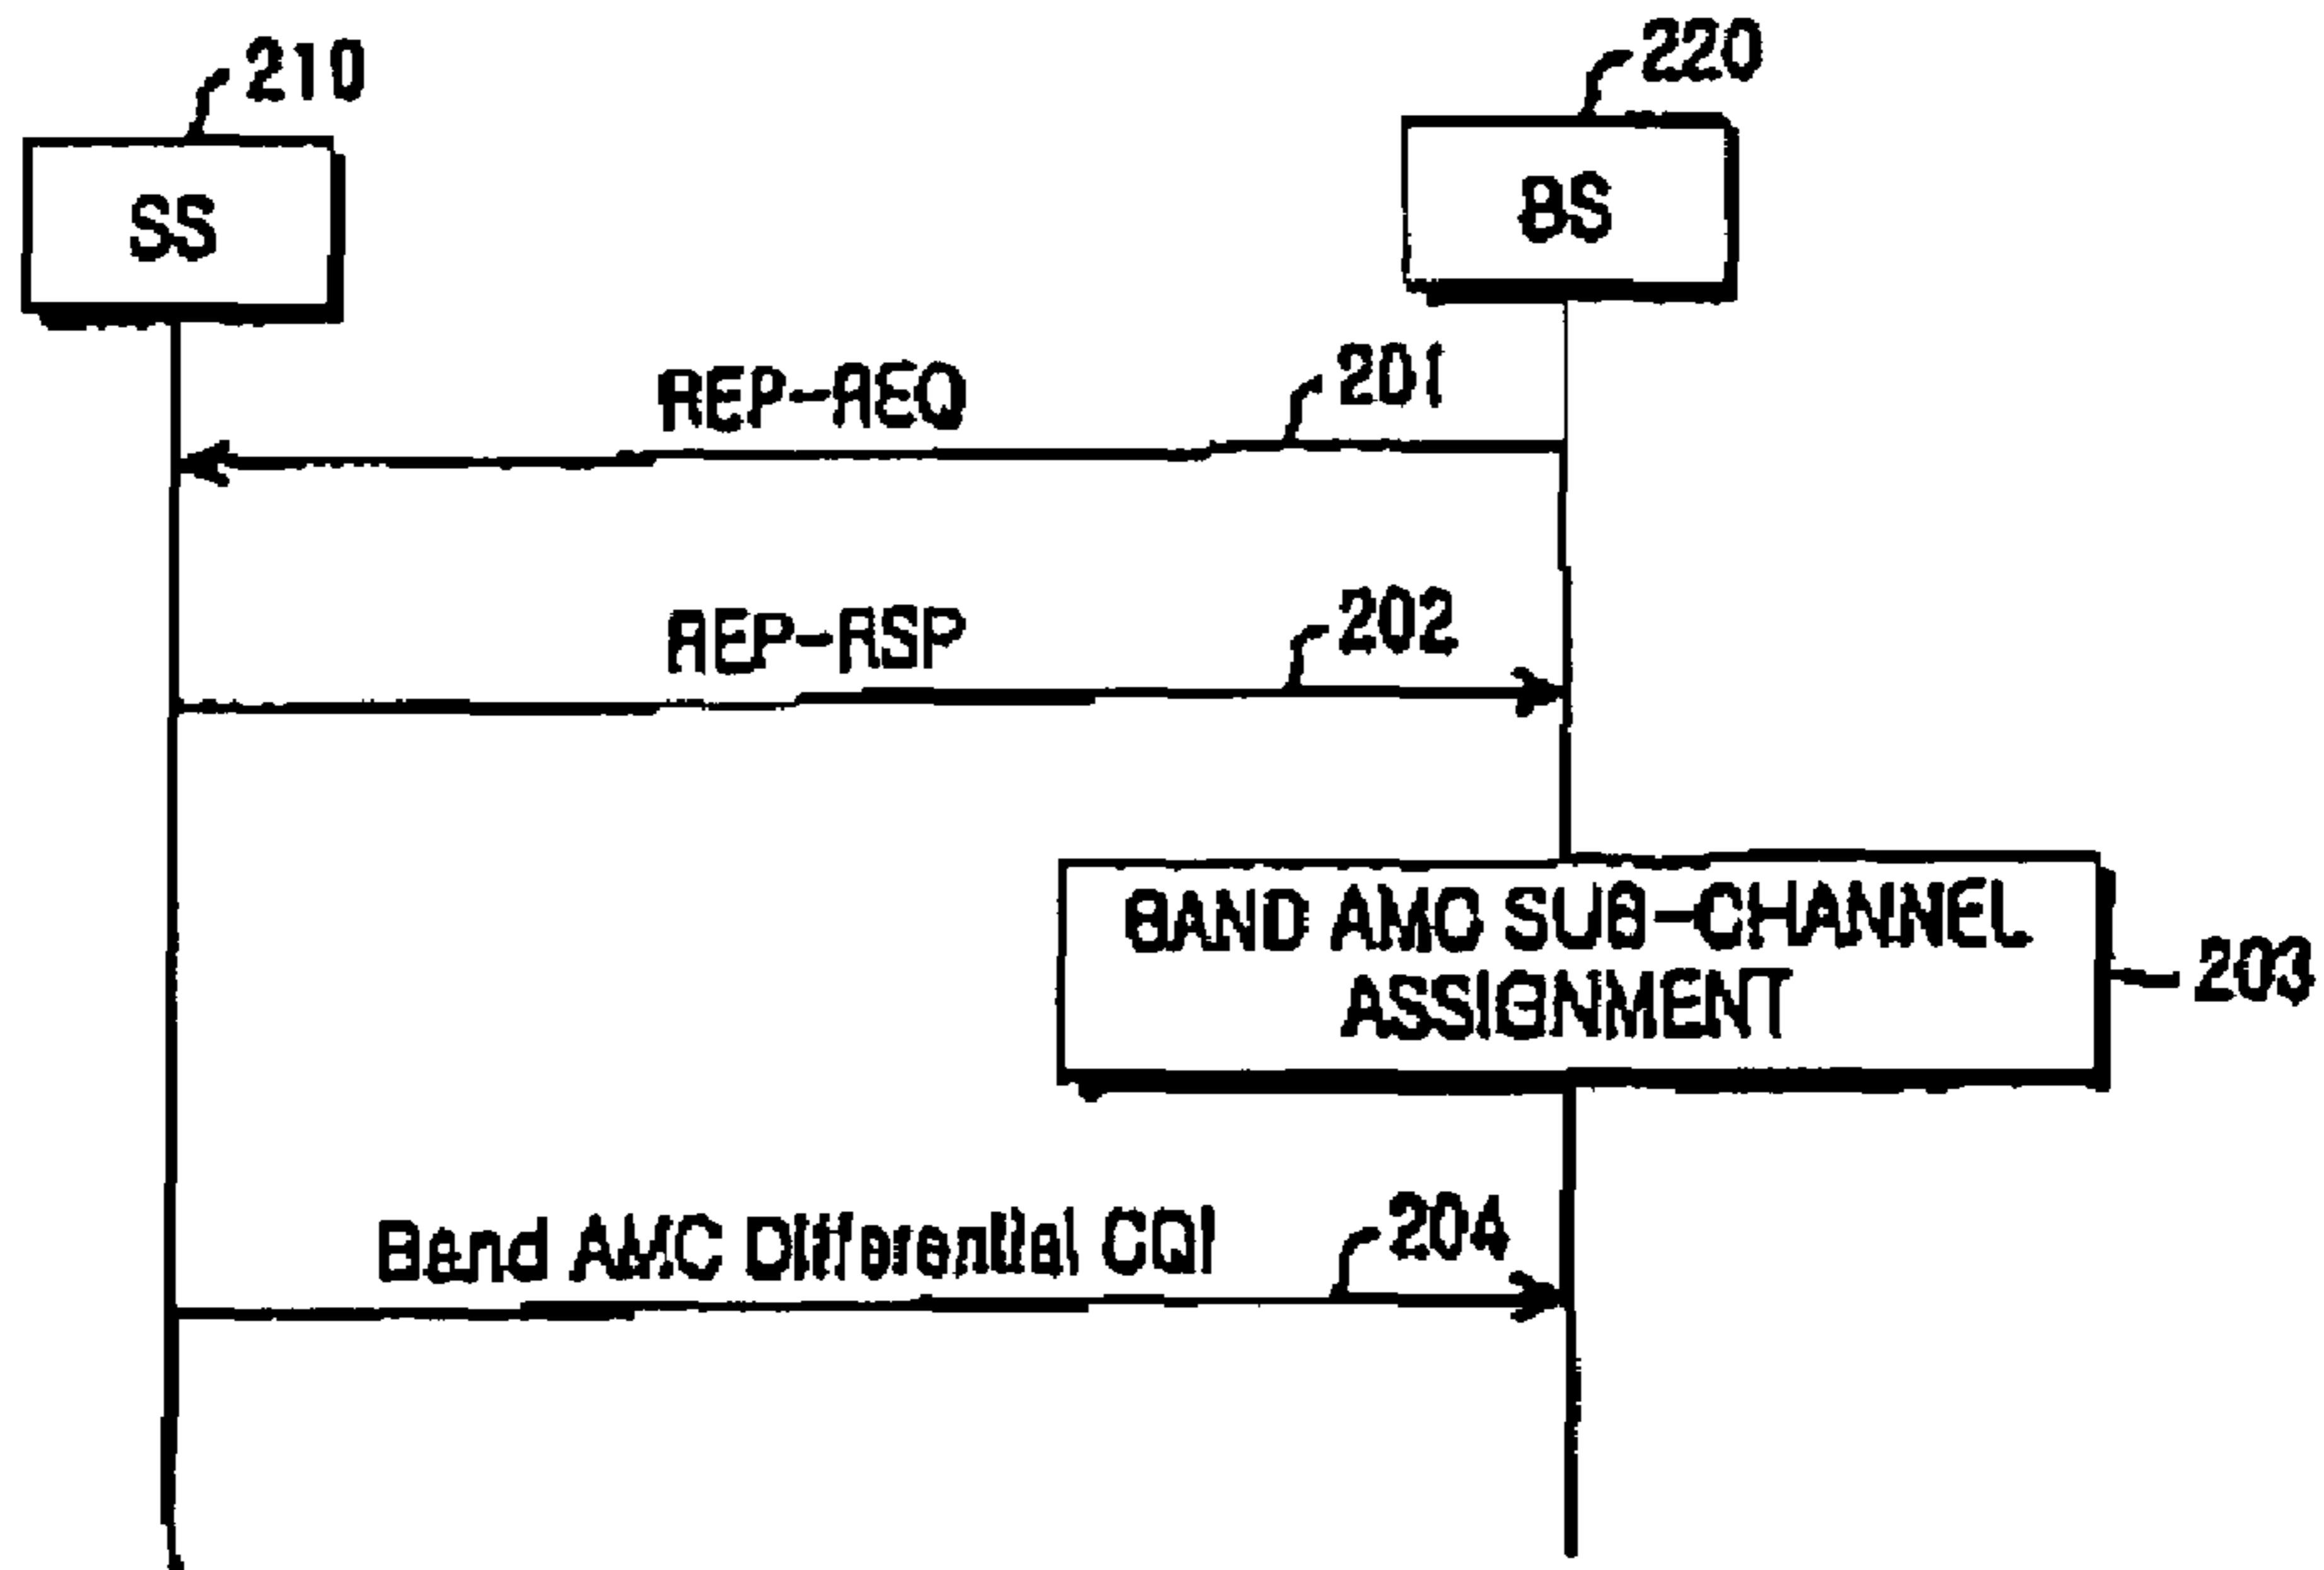 210
220
SS
BS
REP-REQ
201
REP-RSP
202
BAND AMC SUB-CHANNEL
ASSIGNMENT
203
Band AMC Differential CQI
204